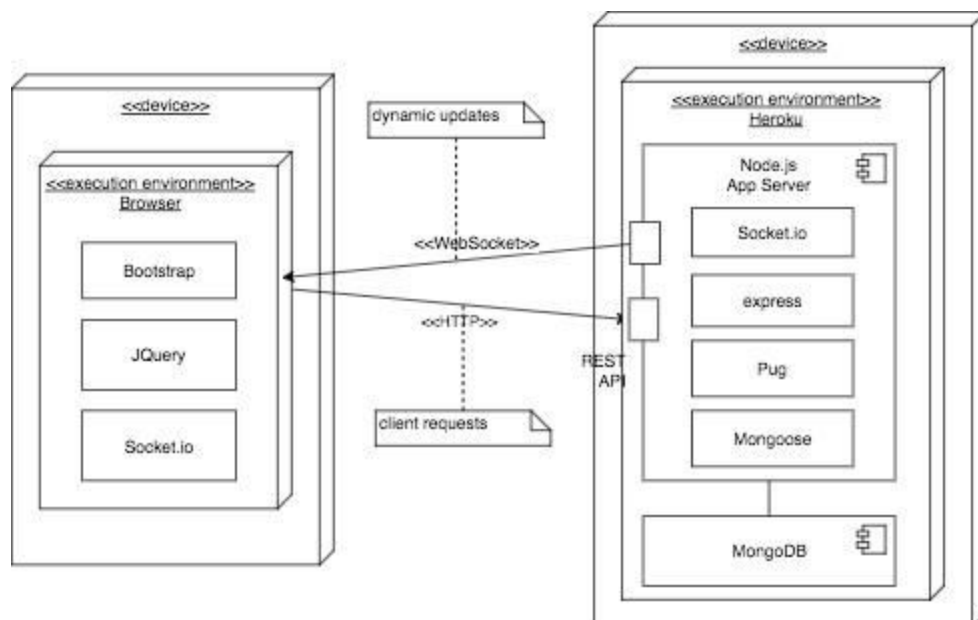 <<device>>
<<execution environment>>
Browser
Bootstrap
JQuery
Socket.io
dynamic updates
<<WebSocket>>
<<HTTP>>
client requests
<<device>>
<<execution environment>>
Heroku
Node.js
App Server
Socket.io
express
Pug
Mongoose
REST
API
MongoDB